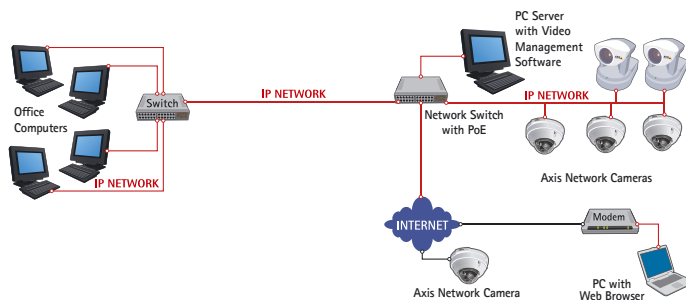 PC Server
with Video
Management
Software
Office
Computers
Switch
IP NETWORK
IP NETWORK
Network Switch
with PoE
IP NETWORK
Axis Network Cameras
INTERNET
Modem
Axis Network Camera
PC with
Web Browser